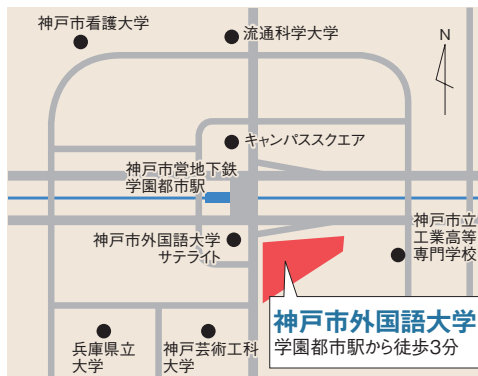 神戸市看護大学
流通科学大学
N
キャンパススクエア
神戸市営地下鉄
学園都市駅
神戸市外国語大学
サテライト
神戸市立
工業高等
専門学校
神戸市外国語大学
学園都市駅から徒歩3分
兵庫県立
大学
神戸芸術工科
大学